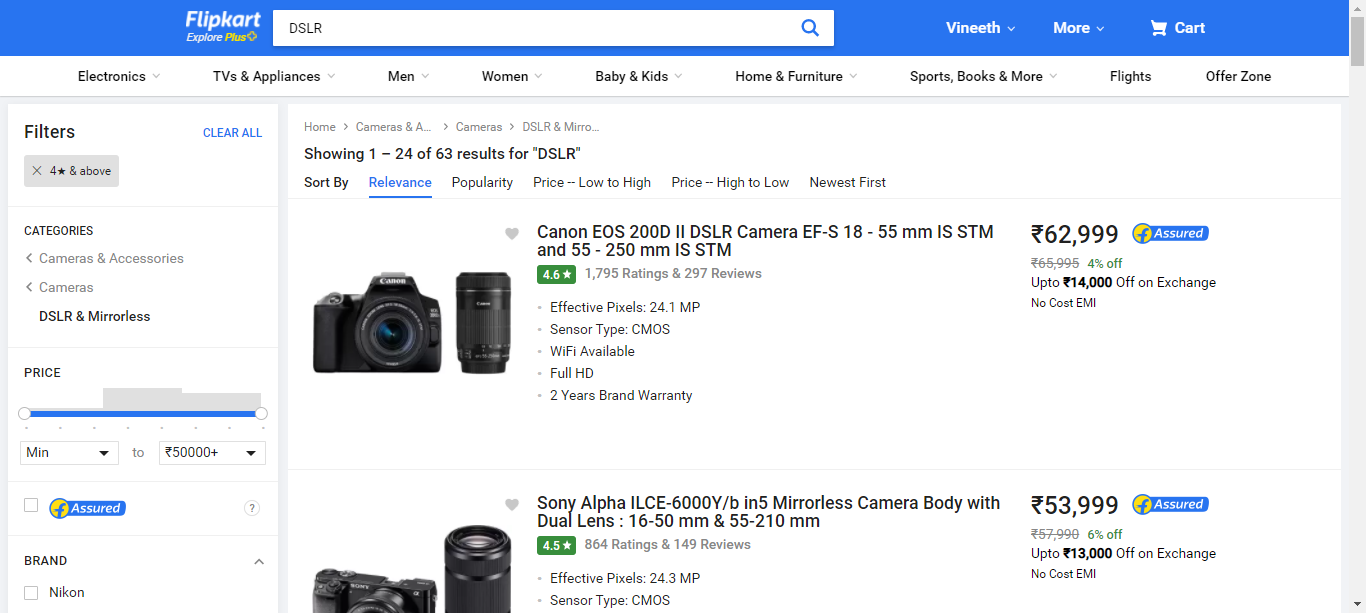 Flipkart
Explore Plus
DSLR
Vineeth
More
Cart
Electronics
TVs & Appliances
Men
Women
Baby & Kids
Home & Furniture
Sports, Books & More
Flights
Offer Zone
Filters
CLEAR ALL
✕ 4★ & above
CATEGORIES
Cameras & Accessories
Cameras
DSLR & Mirrorless
PRICE
Min
to
₹50000+
Assured
?
BRAND
Nikon
Home > Cameras & A... > Cameras > DSLR & Mirro...
Showing 1 – 24 of 63 results for "DSLR"
Sort By
Relevance
Popularity
Price -- Low to High
Price -- High to Low
Newest First
Canon
Canon EOS 200D II DSLR Camera EF-S 18 - 55 mm IS STM
and 55 - 250 mm IS STM
4.6★ 1,795 Ratings & 297 Reviews
Effective Pixels: 24.1 MP
Sensor Type: CMOS
WiFi Available
Full HD
2 Years Brand Warranty
₹62,999
Assured
₹65,995 4% off
Upto ₹14,000 Off on Exchange
No Cost EMI
SONY
Sony Alpha ILCE-6000Y/b in5 Mirrorless Camera Body with
Dual Lens : 16-50 mm & 55-210 mm
4.5★ 864 Ratings & 149 Reviews
Effective Pixels: 24.3 MP
Sensor Type: CMOS
₹53,999
Assured
₹57,990 6% off
Upto ₹13,000 Off on Exchange
No Cost EMI